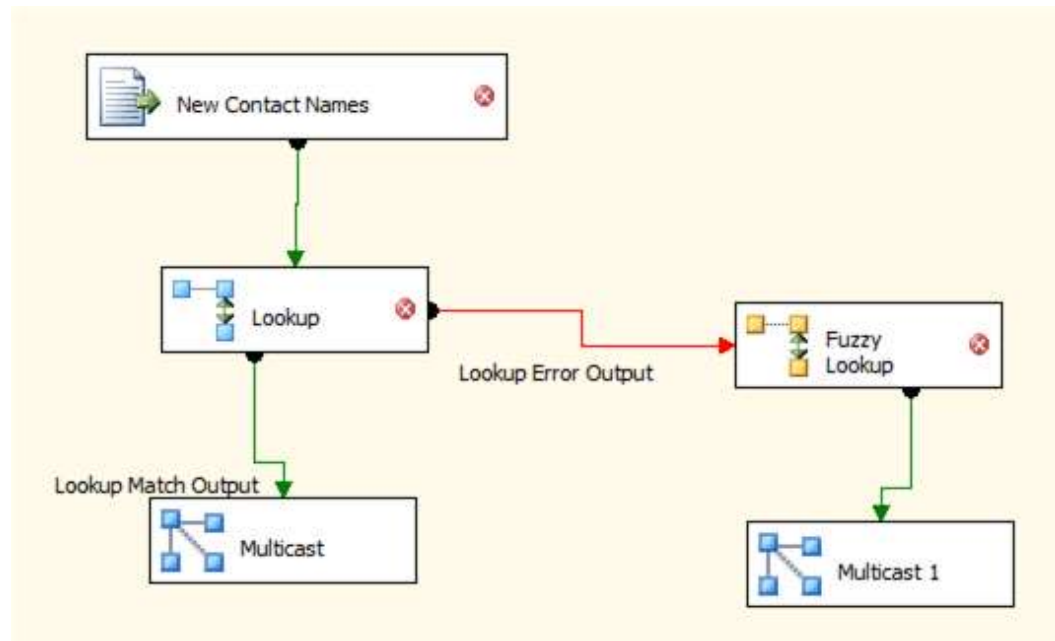 New Contact Names
Lookup
Lookup Error Output
Fuzzy
Lookup
Lookup Match Output
Multicast
Multicast 1